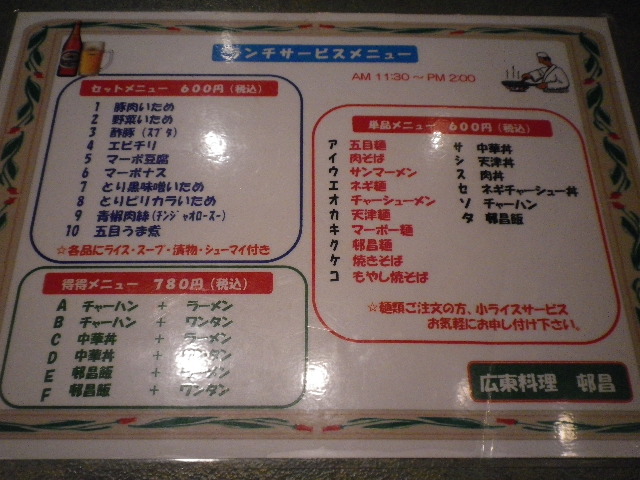 ランチサービスメニュー
AM 11:30 ～ PM 2:00
セットメニュー 600円 (税込)
1 豚肉いため
2 野菜いため
3 酢豚 (スブタ)
4 エビチリ
5 マーボ豆腐
6 マーボナス
7 とり黒味噌いため
8 とりピリカラいため
9 青椒肉絲 (チンジャオロースー)
10 五目うま煮
☆各品にライス・スープ・漬物・シューマイ付き
得得メニュー 780円 (税込)
A チャーハン + ラーメン
B チャーハン + ワンタン
C 中華丼 + ラーメン
D 中華丼 + ワンタン
E 邨昌飯 + ラーメン
F 邨昌飯 + ワンタン
単品メニュー 600円 (税込)
ア 五目麺
イ 肉そば
ウ サンマーメン
エ ネギ麺
オ チャーシューメン
カ 天津麺
キ マーボー麺
ク 邨昌麺
ケ 焼きそば
コ もやし焼そば
サ 中華丼
シ 天津丼
ス 肉丼
セ ネギチャーシュー丼
ソ チャーハン
タ 邨昌飯
☆麺類ご注文の方、小ライスサービス
お気軽にお申し付け下さい。
広東料理 邨昌